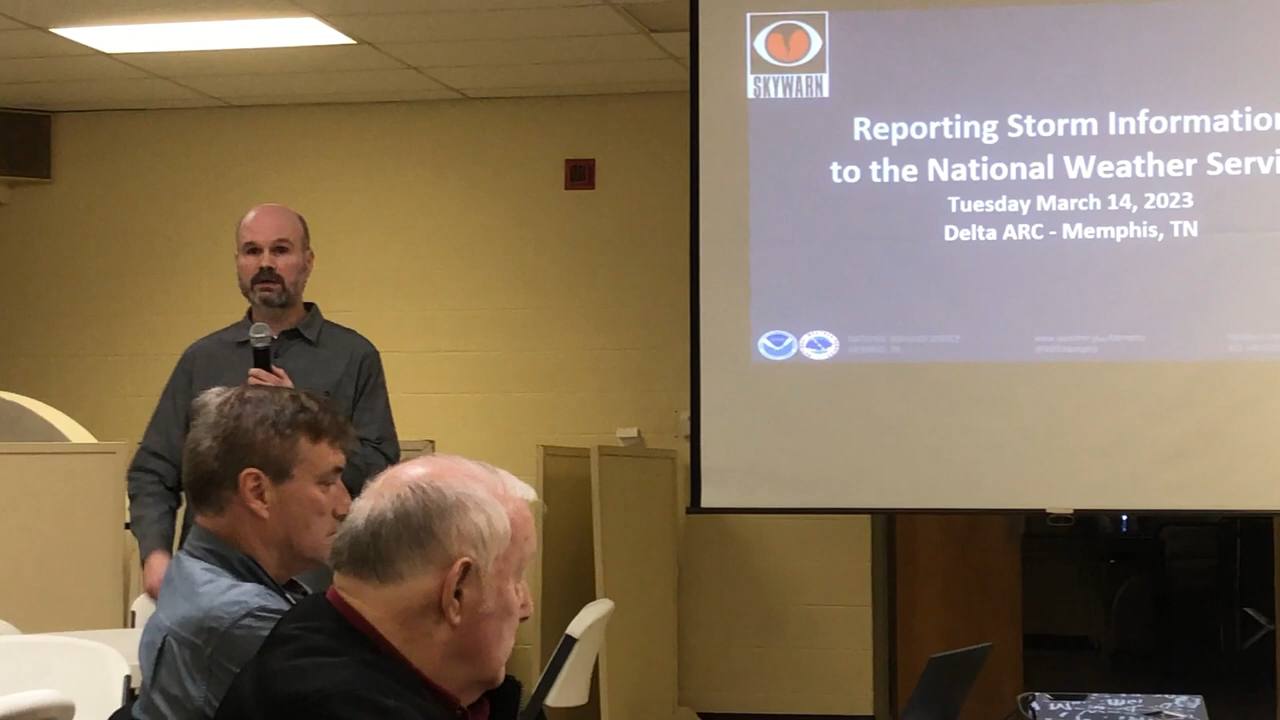 SKYWARN
Reporting Storm Informatio
to the National Weather Servi
Tuesday March 14, 2023
Delta ARC - Memphis, TN